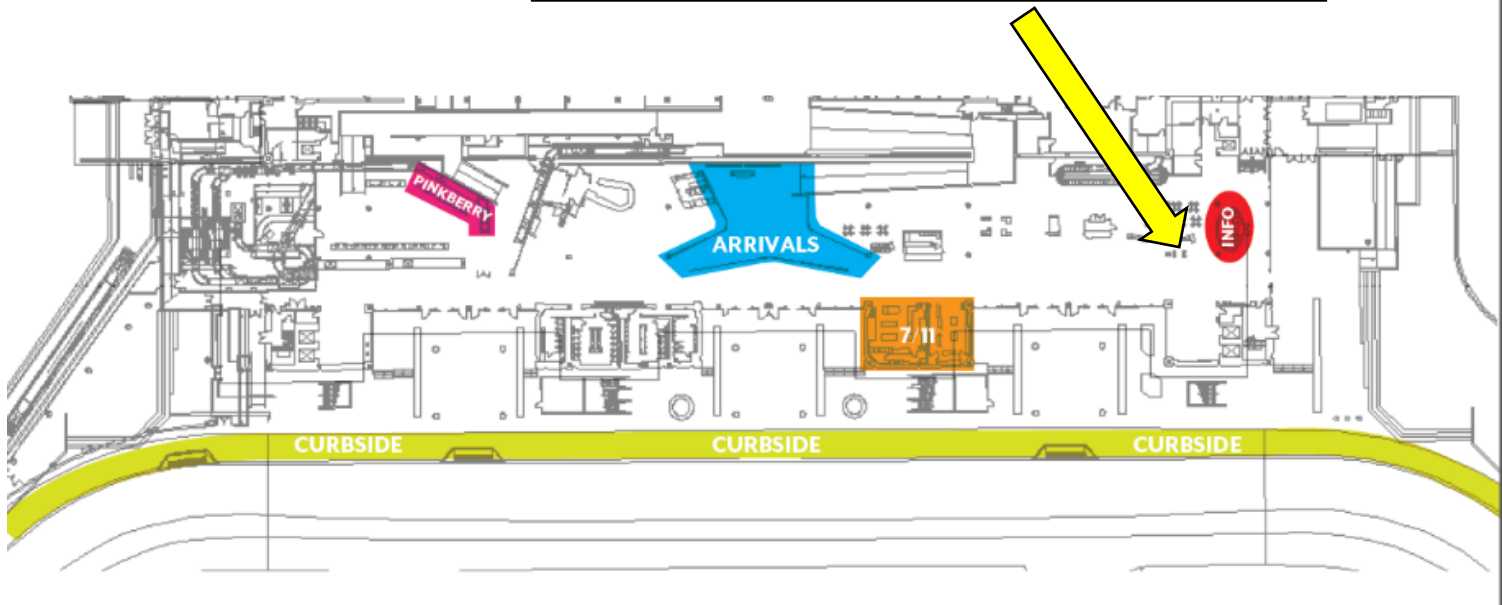 PINKBERRY
INFO
ARRIVALS
7/11
CURBSIDE
CURBSIDE
CURBSIDE